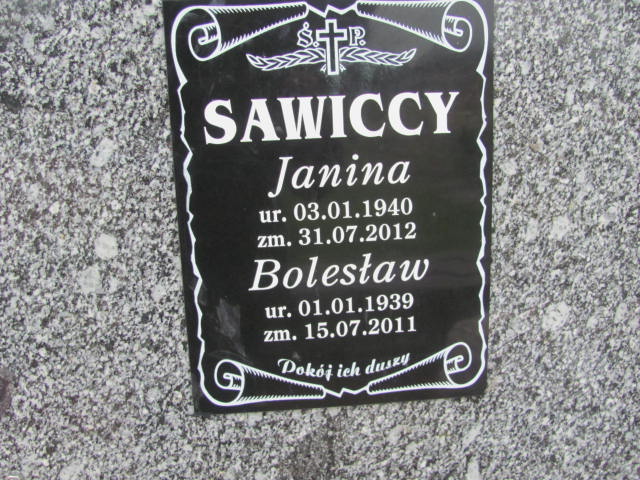 Ś. P.
SAWICCY
Janina
ur. 03.01.1940
zm. 31.07.2012
Bolesław
ur. 01.01.1939
zm. 15.07.2011
Pokój ich duszy